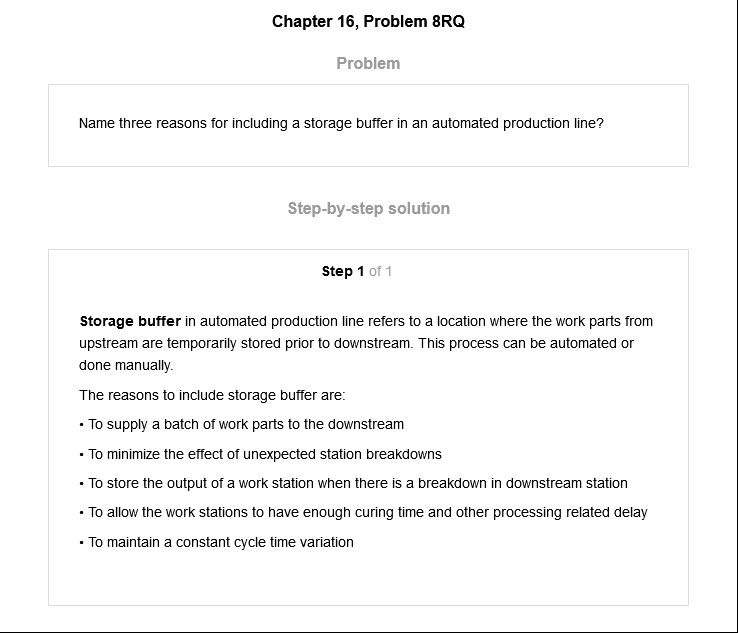 Chapter 16, Problem 8RQ
Problem
Name three reasons for including a storage buffer in an automated production line?
Step-by-step solution
Step 1 of 1
Storage buffer in automated production line refers to a location where the work parts from
upstream are temporarily stored prior to downstream. This process can be automated or
done manually.
The reasons to include storage buffer are:
• To supply a batch of work parts to the downstream
• To minimize the effect of unexpected station breakdowns
• To store the output of a work station when there is a breakdown in downstream station
• To allow the work stations to have enough curing time and other processing related delay
• To maintain a constant cycle time variation